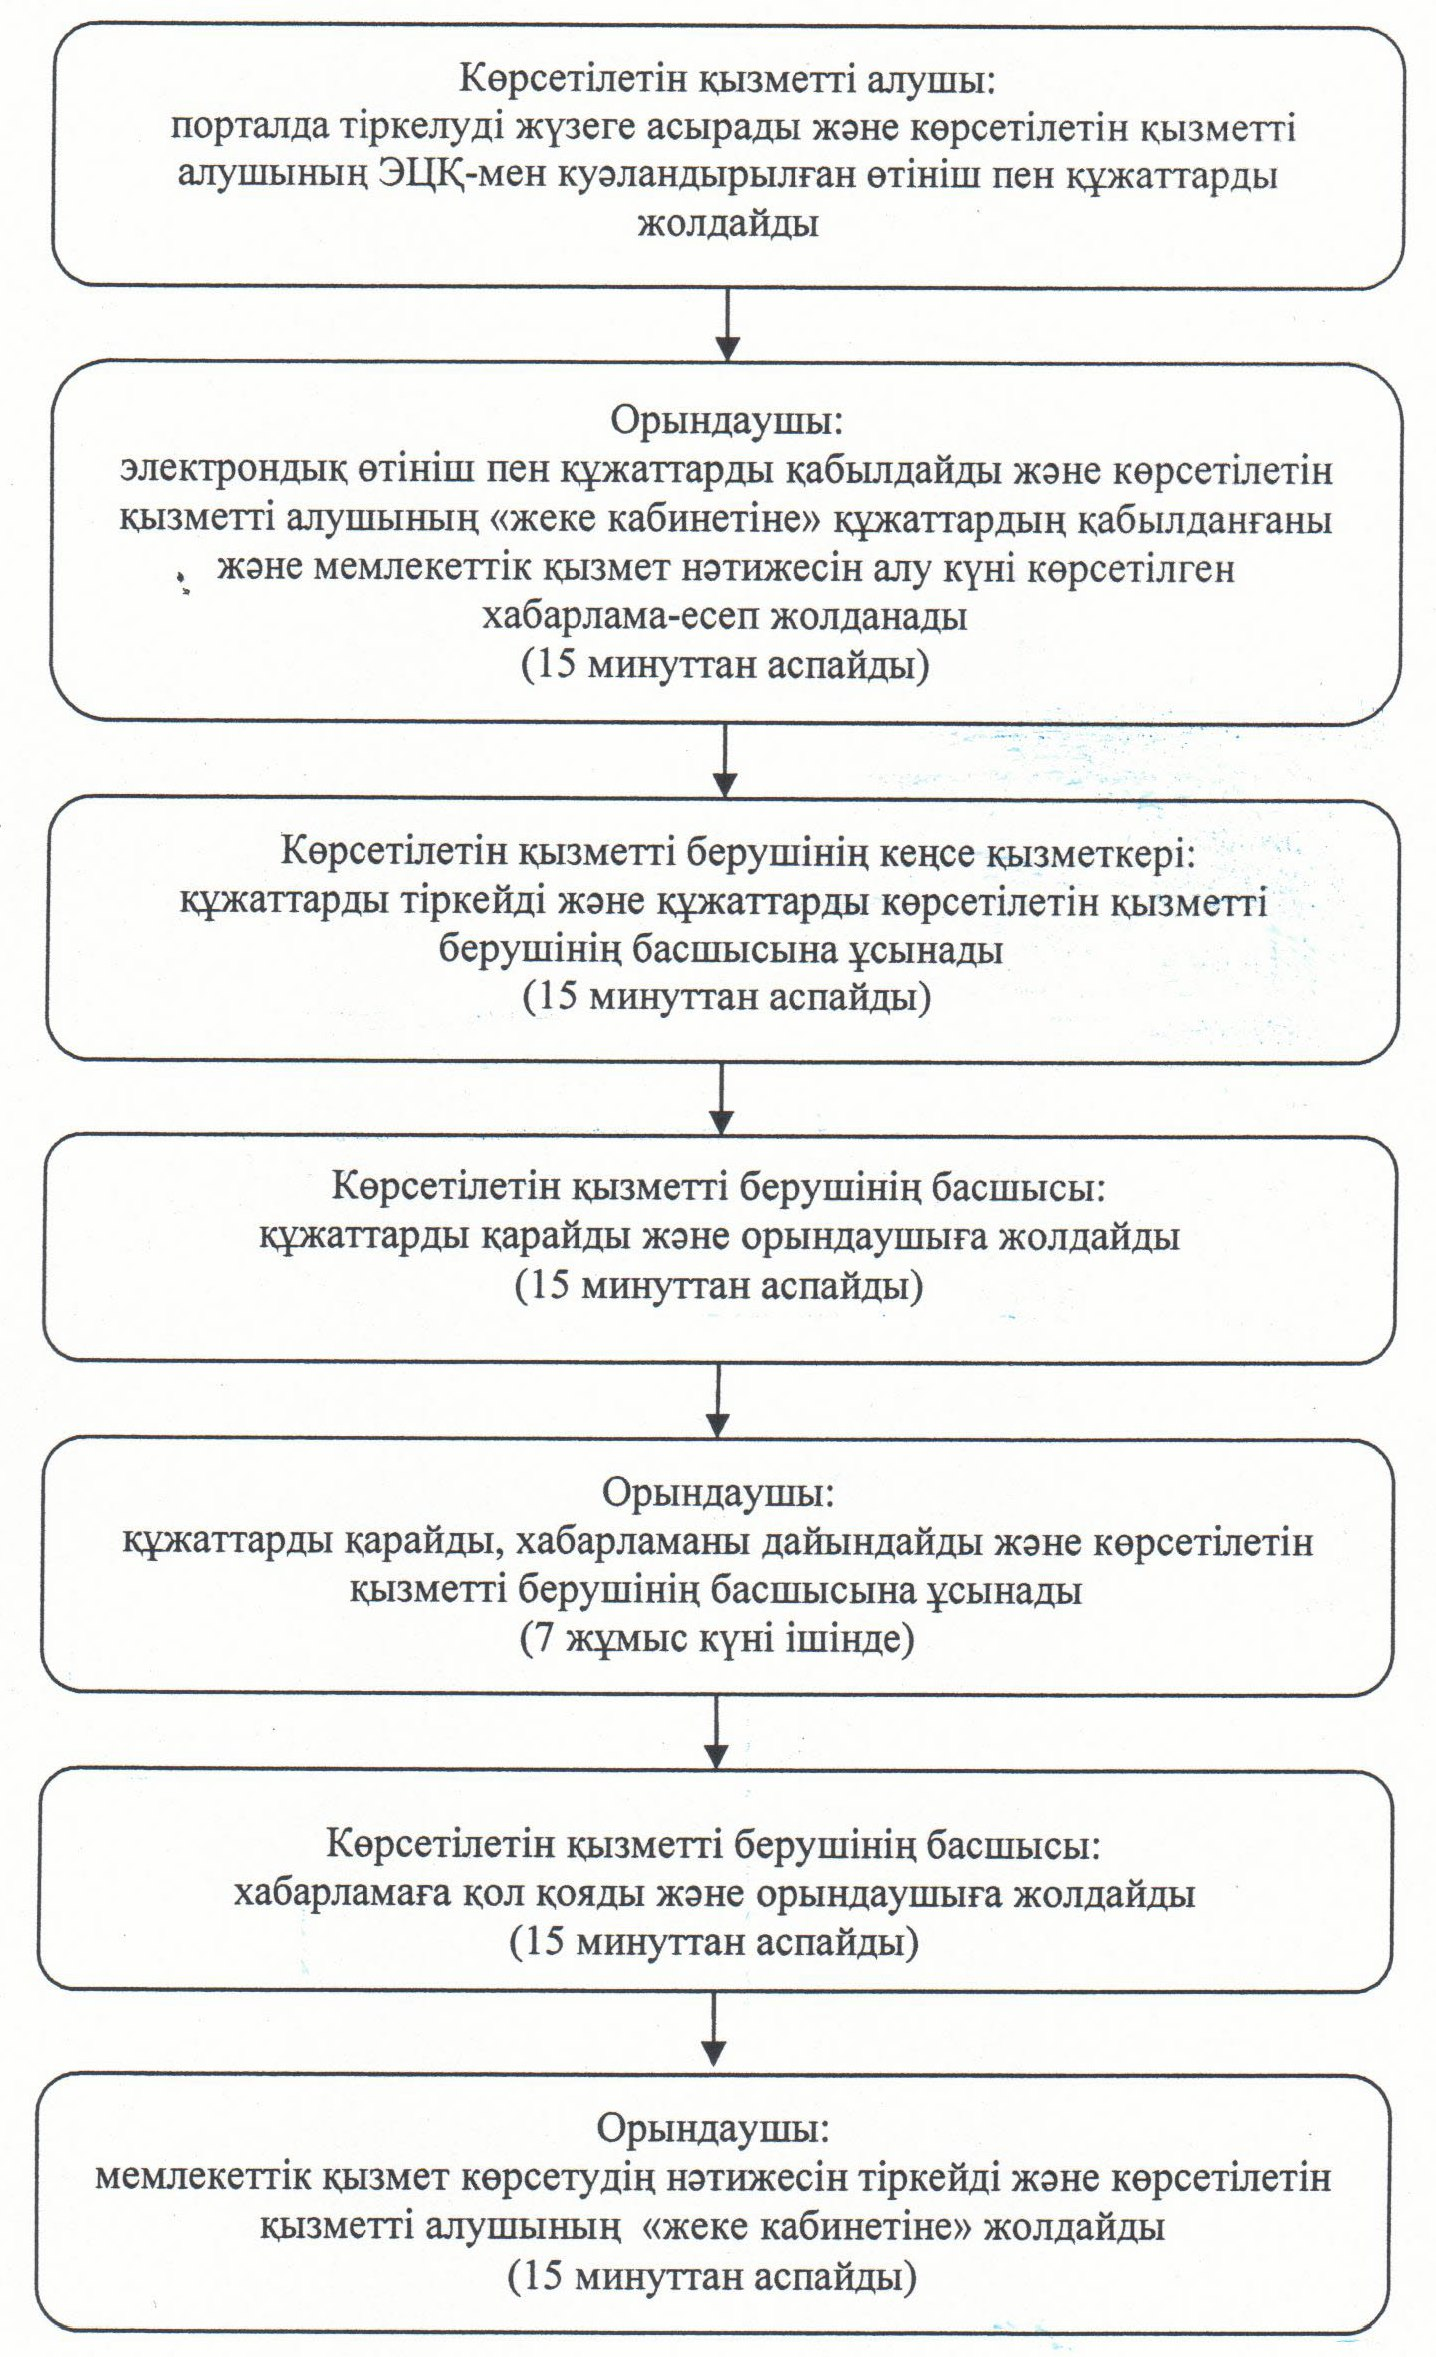 Көрсетілетін қызметті алушы:
порталда тіркелуді жүзеге асырады және көрсетілетін қызметті
алушының ЭЦҚ-мен куәландырылған өтініш пен құжаттарды
жолдайды
Орындаушы:
электрондық өтініш пен құжаттарды қабылдайды және көрсетілетін
қызметті алушының «жеке кабинетіне» құжаттардың қабылданғаны
және мемлекеттік қызмет нәтижесін алу күні көрсетілген
хабарлама-есеп жолданады
(15 минуттан аспайды)
Көрсетілетін қызметті берушінің кеңсе қызметкері:
құжаттарды тіркейді және құжаттарды көрсетілетін қызметті
берушінің басшысына ұсынады
(15 минуттан аспайды)
Көрсетілетін қызметті берушінің басшысы:
құжаттарды қарайды және орындаушыға жолдайды
(15 минуттан аспайды)
Орындаушы:
құжаттарды қарайды, хабарламаны дайындайды және көрсетілетін
қызметті берушінің басшысына ұсынады
(7 жұмыс күні ішінде)
Көрсетілетін қызметті берушінің басшысы:
хабарламаға қол қояды және орындаушыға жолдайды
(15 минуттан аспайды)
Орындаушы:
мемлекеттік қызмет көрсетудің нәтижесін тіркейді және көрсетілетін
қызметті алушының «жеке кабинетіне» жолдайды
(15 минуттан аспайды)